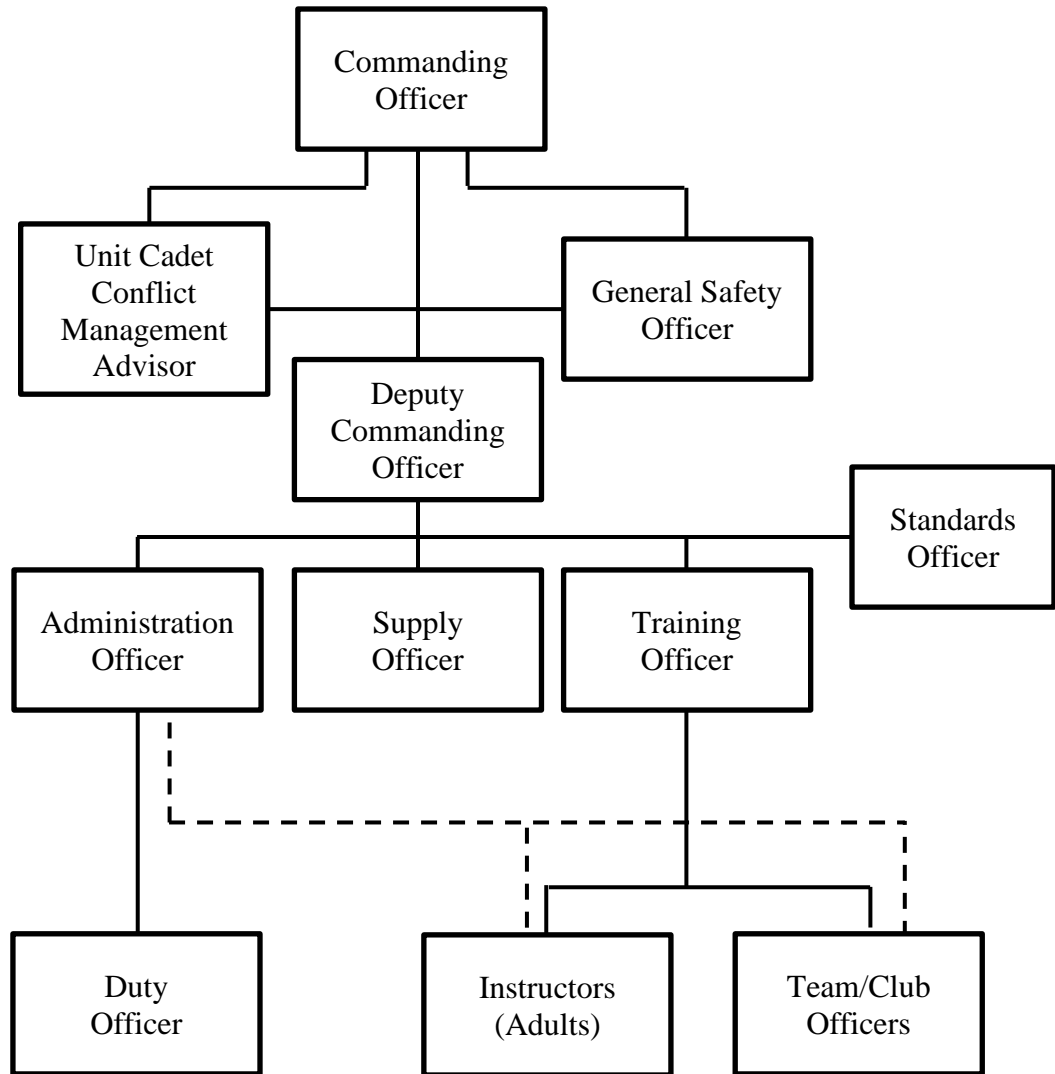 Commanding
Officer
Unit Cadet
Conflict
Management
Advisor
General Safety
Officer
Deputy
Commanding
Officer
Standards
Officer
Administration
Officer
Supply
Officer
Training
Officer
Duty
Officer
Instructors
(Adults)
Team/Club
Officers